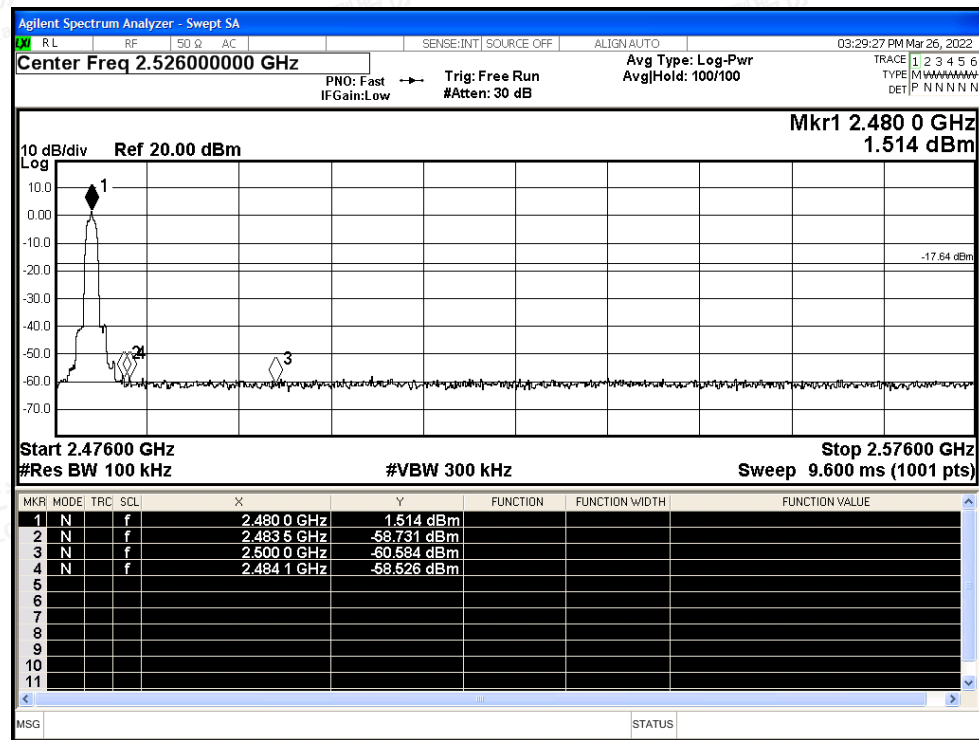 Agilent Spectrum Analyzer - Swept SA
LXI RL RF 50 Ω AC SENSE:INT SOURCE OFF ALIGN AUTO 03:29:27 PM Mar 26, 2022
Center Freq 2.526000000 GHz
PNO: Fast Trig: Free Run Avg Type: Log-Pwr TRACE 1 2 3 4 5 6
IFGain:Low #Atten: 30 dB Avg|Hold: 100/100 TYPE M
DET P N N N N N
Mkr1 2.480 0 GHz
10 dB/div Ref 20.00 dBm 1.514 dBm
Log
10.0
1
0.00
-10.0
-17.64 dBm
-20.0
-30.0
-40.0
-50.0
2 4 3
-60.0
-70.0
Start 2.47600 GHz Stop 2.57600 GHz
#Res BW 100 kHz #VBW 300 kHz Sweep 9.600 ms (1001 pts)
MKR MODE TRC SCL X Y FUNCTION FUNCTION WIDTH FUNCTION VALUE
1 N f 2.480 0 GHz 1.514 dBm
2 N f 2.483 5 GHz -58.731 dBm
3 N f 2.500 0 GHz -60.584 dBm
4 N f 2.484 1 GHz -58.526 dBm
5
6
7
8
9
10
11
MSG STATUS